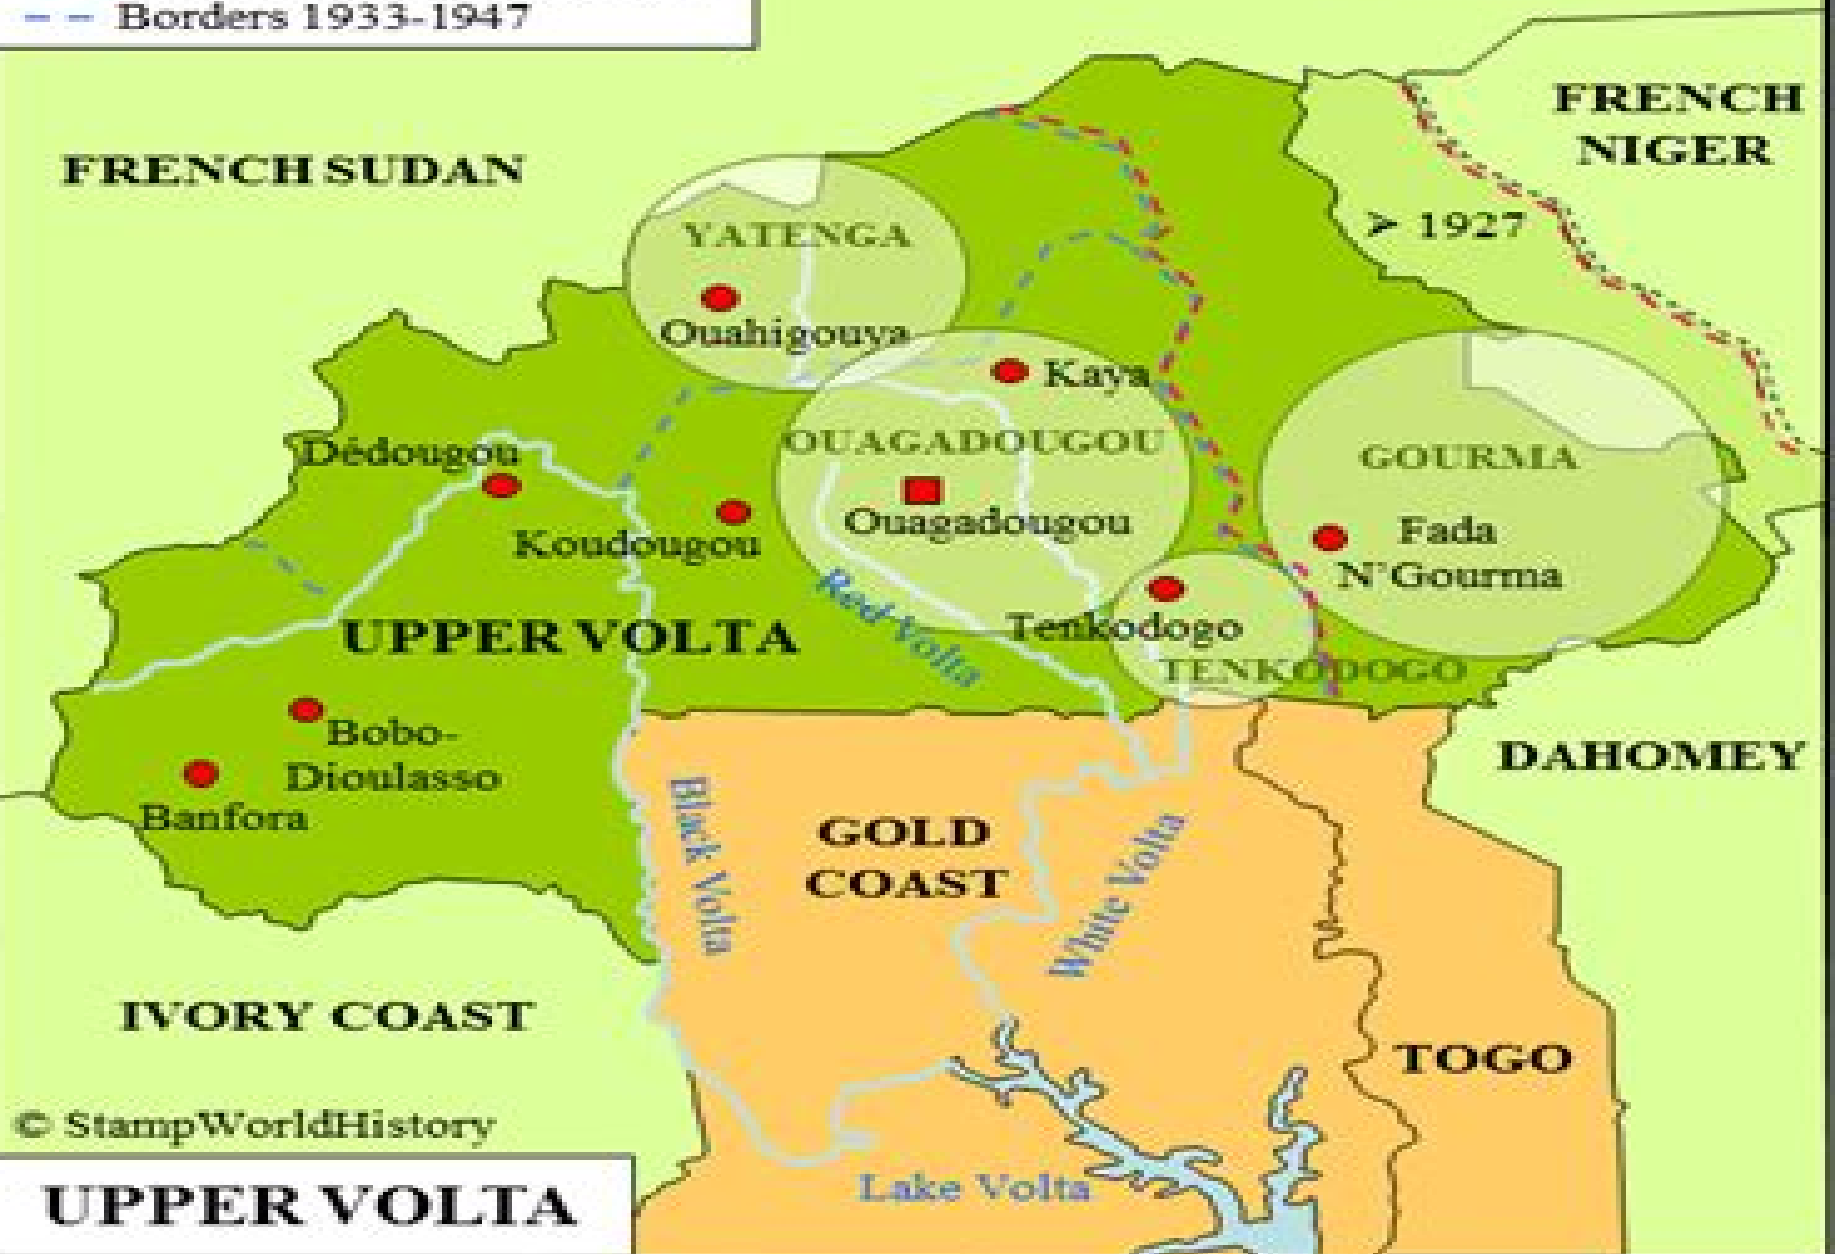 Borders 1933-1947
FRENCH SUDAN
FRENCH
NIGER
> 1927
YATENGA
Ouahigouya
Kaya
OUAGADOUGOU
Ouagadougou
GOURMA
Fada
N'Gourma
Dédougou
Koudougou
Red Volta
Tenkodogo
TENKODOGO
UPPER VOLTA
Bobo-
Dioulasso
Banfora
DAHOMEY
Black Volta
GOLD
COAST
White Volta
IVORY COAST
TOGO
© StampWorldHistory
Lake Volta
UPPER VOLTA